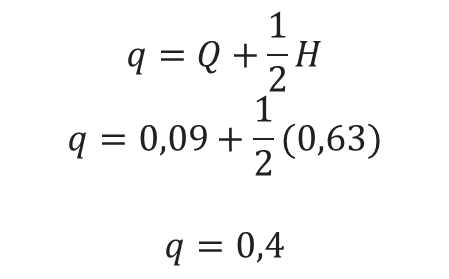 q = Q + 1/2 H
q = 0,09 + 1/2 (0,63)
q = 0,4